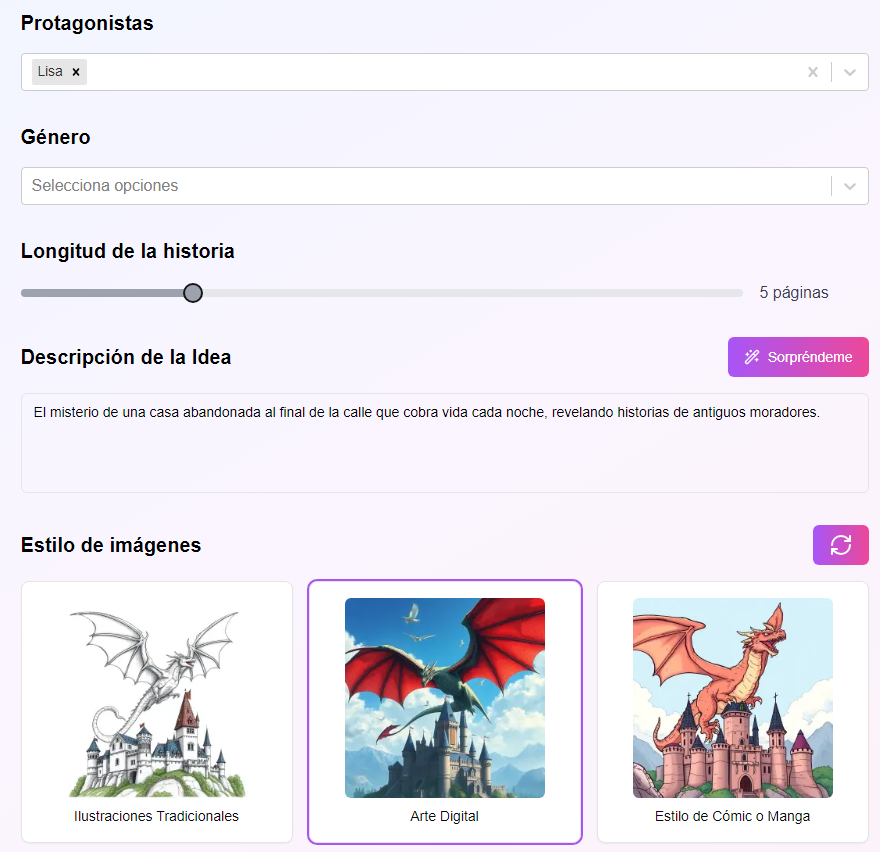 Protagonistas
Lisa ×
Género
Selecciona opciones
Longitud de la historia
5 páginas
Descripción de la Idea
Sorpréndeme
El misterio de una casa abandonada al final de la calle que cobra vida cada noche, revelando historias de antiguos moradores.
Estilo de imágenes
Ilustraciones Tradicionales
Arte Digital
Estilo de Cómic o Manga